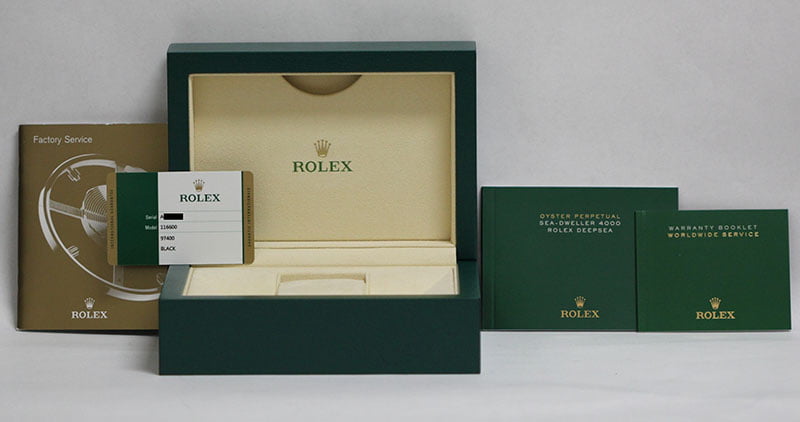 Factory Service
ROLEX
ROLEX
Serial A
Model 116600
97400
BLACK
ROLEX
OYSTER PERPETUAL
SEA-DWELLER 4000
ROLEX DEEPSEA
ROLEX
WARRANTY BOOKLET
WORLDWIDE SERVICE
ROLEX